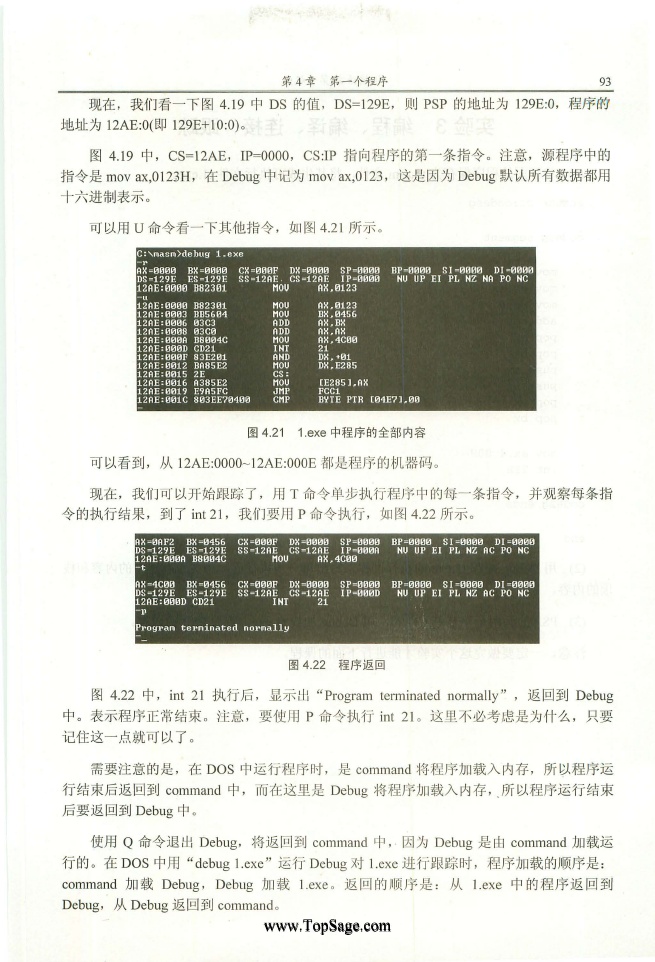 第 4 章 第一个程序 93
现在，我们看一下图 4.19 中 DS 的值，DS=129E，则 PSP 的地址为 129E:0，程序的
地址为 12AE:0(即 129E+10:0)。
图 4.19 中，CS=12AE，IP=0000，CS:IP 指向程序的第一条指令。注意，源程序中的
指令是 mov ax,0123H，在 Debug 中记为 mov ax,0123，这是因为 Debug 默认所有数据都用
十六进制表示。
可以用 U 命令看一下其他指令，如图 4.21 所示。
C:\masm>debug 1.exe
-r
AX=0000 BX=0000 CX=000F DX=0000 SP=0000 BP=0000 SI=0000 DI=0000
DS=129E ES=129E SS=12AE CS=12AE IP=0000 NV UP EI PL NZ NA PO NC
12AE:0000 B82301 MOV AX,0123
-u
12AE:0000 B82301 MOV AX,0123
12AE:0003 BB5604 MOV BX,0456
12AE:0006 03C3 ADD AX,BX
12AE:0008 03C0 ADD AX,AX
12AE:000A B8004C MOV AX,4C00
12AE:000D CD21 INT 21
12AE:000F 83E201 AND DX,+01
12AE:0012 BA85E2 MOV DX,E285
12AE:0015 2E CS:
12AE:0016 A385E2 MOV [E285],AX
12AE:0019 E9A5FC JMP FCC1
12AE:001C 803EE70400 CMP BYTE PTR [04E7],00
-
图 4.21 1.exe 中程序的全部内容
可以看到，从 12AE:0000~12AE:000E 都是程序的机器码。
现在，我们可以开始跟踪了，用 T 命令单步执行程序中的每一条指令，并观察每条指
令的执行结果，到了 int 21，我们要用 P 命令执行，如图 4.22 所示。
AX=0AF2 BX=0456 CX=000F DX=0000 SP=0000 BP=0000 SI=0000 DI=0000
DS=129E ES=129E SS=12AE CS=12AE IP=000A NV UP EI PL NZ AC PO NC
12AE:000A B8004C MOV AX,4C00
-t
AX=4C00 BX=0456 CX=000F DX=0000 SP=0000 BP=0000 SI=0000 DI=0000
DS=129E ES=129E SS=12AE CS=12AE IP=000D NV UP EI PL NZ AC PO NC
12AE:000D CD21 INT 21
-p
Program terminated normally
-
图 4.22 程序返回
图 4.22 中，int 21 执行后，显示出“Program terminated normally”，返回到 Debug
中。表示程序正常结束。注意，要使用 P 命令执行 int 21。这里不必考虑是为什么，只要
记住这一点就可以了。
需要注意的是，在 DOS 中运行程序时，是 command 将程序加载入内存，所以程序运
行结束后返回到 command 中，而在这里是 Debug 将程序加载入内存，所以程序运行结束
后要返回到 Debug 中。
使用 Q 命令退出 Debug，将返回到 command 中，因为 Debug 是由 command 加载运
行的。在 DOS 中用“debug 1.exe”运行 Debug 对 1.exe 进行跟踪时，程序加载的顺序是：
command 加载 Debug，Debug 加载 1.exe。返回的顺序是：从 1.exe 中的程序返回到
Debug，从 Debug 返回到 command。
www.TopSage.com